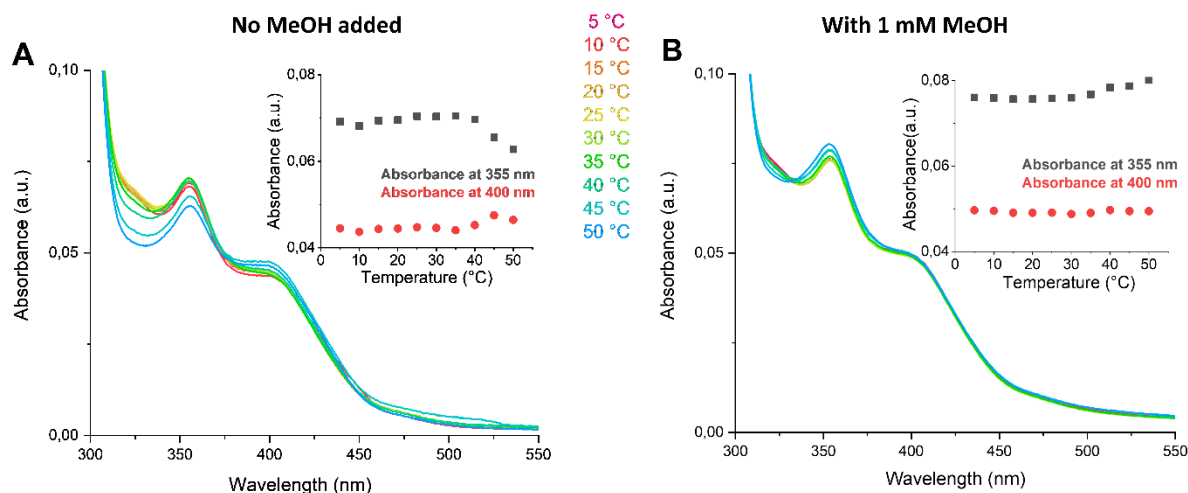 No MeOH added
A
0,10
0,05
0,00
Absorbance (a.u.)
300
350
400
450
500
550
Wavelength (nm)
0,08
0,06
0,04
Absorbance (a.u.)
Absorbance at 355 nm
Absorbance at 400 nm
0
10
20
30
40
50
Temperature (°C)
5 °C
10 °C
15 °C
20 °C
25 °C
30 °C
35 °C
40 °C
45 °C
50 °C
With 1 mM MeOH
B
0,10
0,05
0,00
Absorbance (a.u.)
300
350
400
450
500
550
Wavelength (nm)
0,08
0,06
0,04
Absorbance(a.u.)
Absorbance at 355 nm
Absorbance at 400 nm
0
10
20
30
40
50
Temperature (°C)